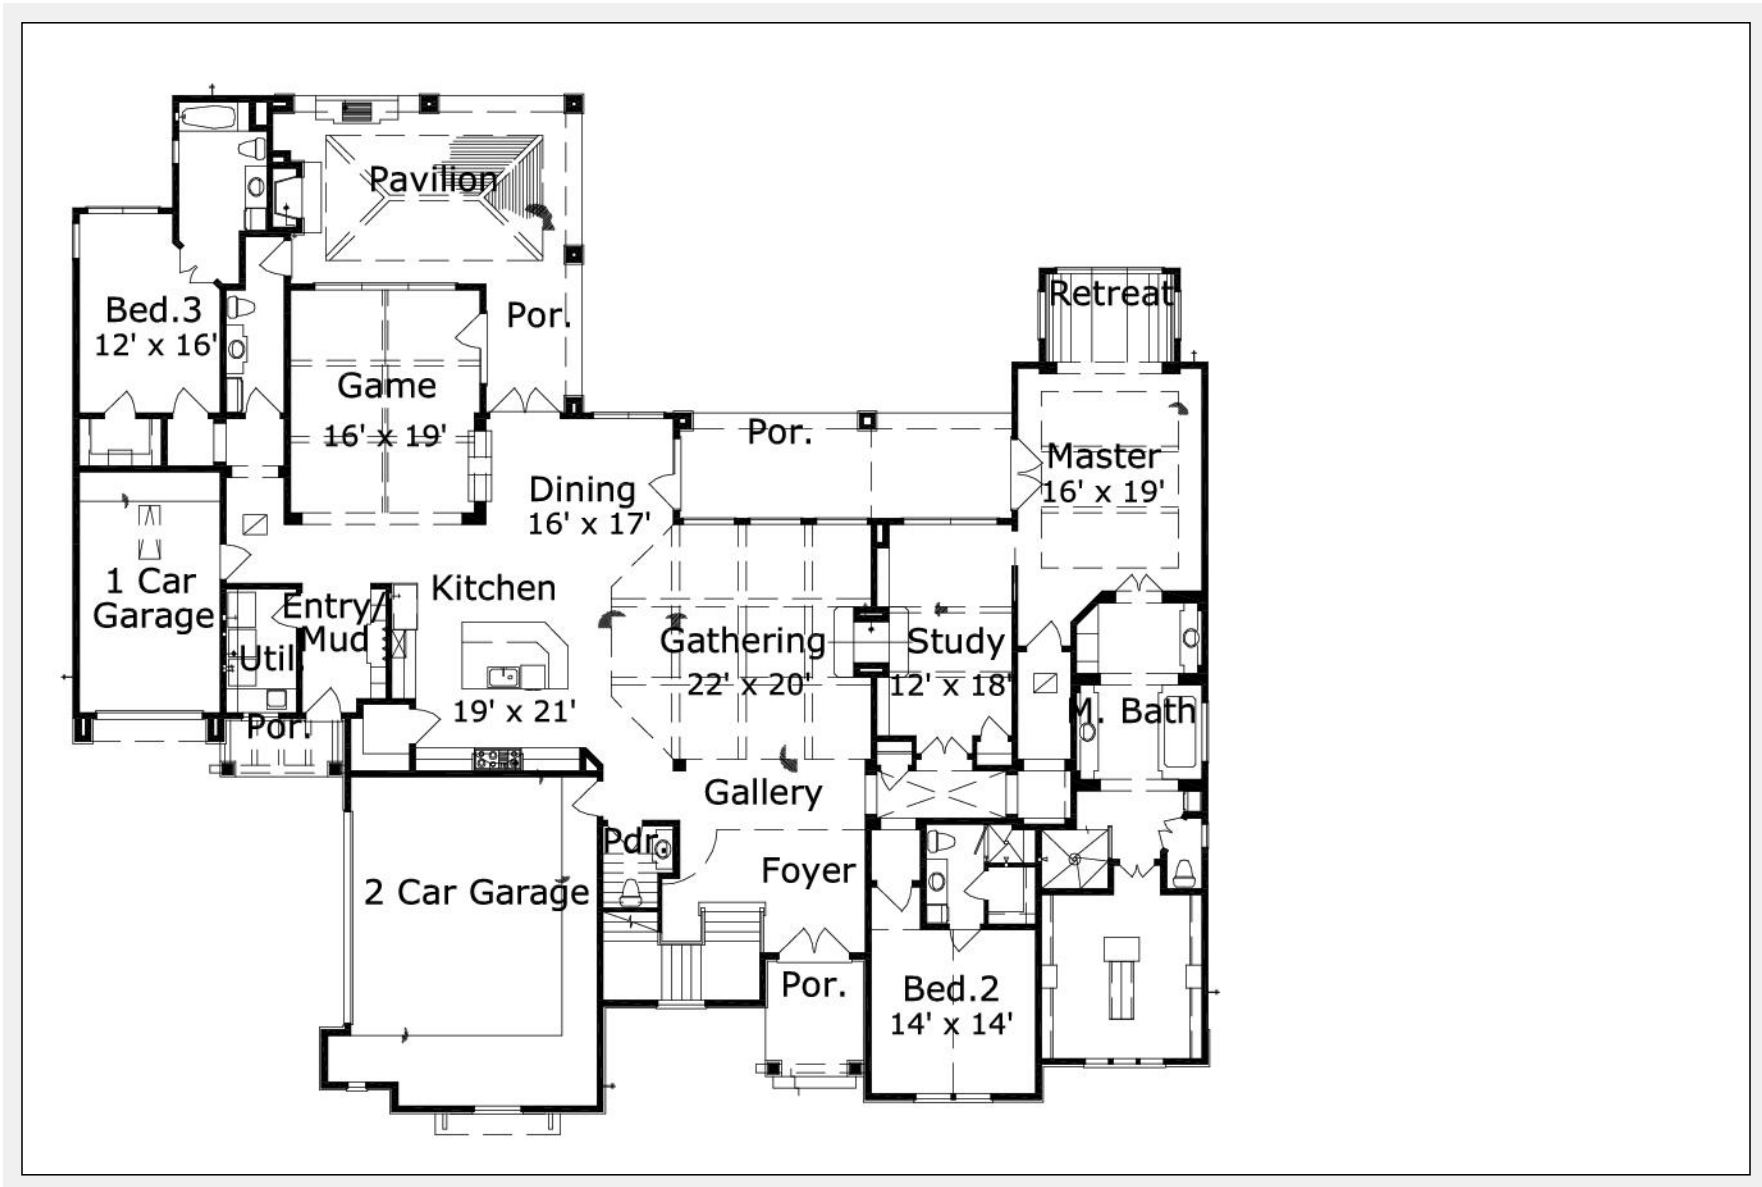 Pavilion
Retreat
Bed.3
12' x 16'
Por.
Game
16' x 19'
Por.
Master
16' x 19'
Dining
16' x 17'
1 Car
Garage
Kitchen
19' x 21'
Entry/
Mud
Util.
Gathering
22' x 20'
Study
12' x 18'
M. Bath
Por.
Gallery
Pdr.
Foyer
2 Car Garage
Por.
Bed.2
14' x 14'